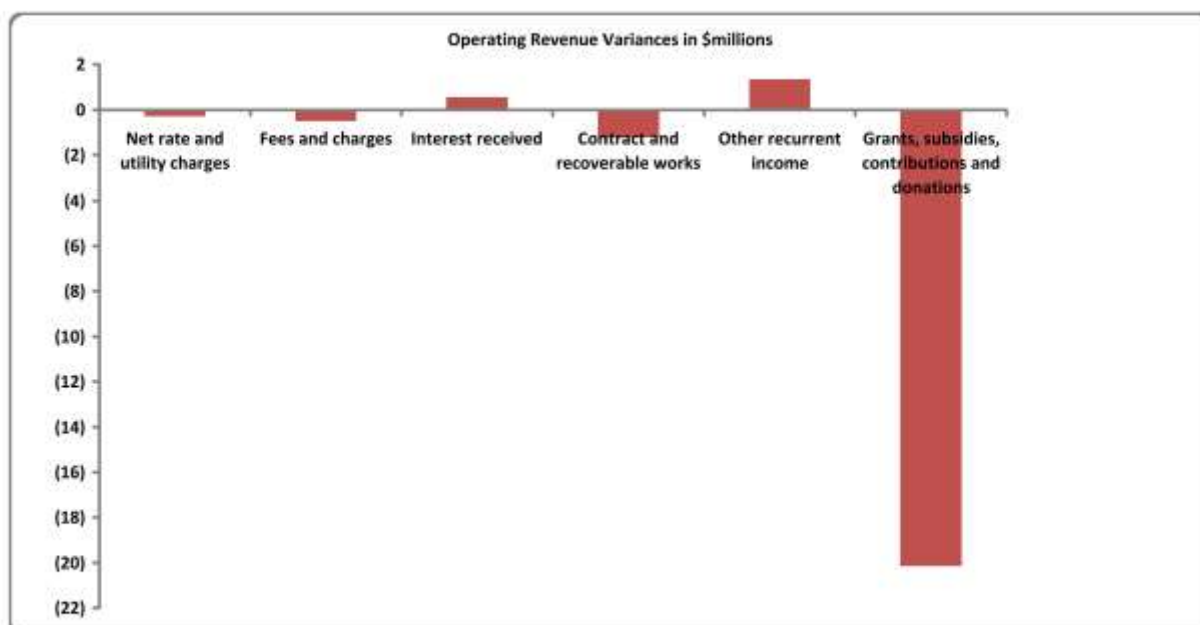 Operating Revenue Variances in $millions
2
0
(2)
(4)
(6)
(8)
(10)
(12)
(14)
(16)
(18)
(20)
(22)
Net rate and
utility charges
Fees and charges
Interest received
Contract and
recoverable works
Other recurrent
income
Grants, subsidies,
contributions and
donations